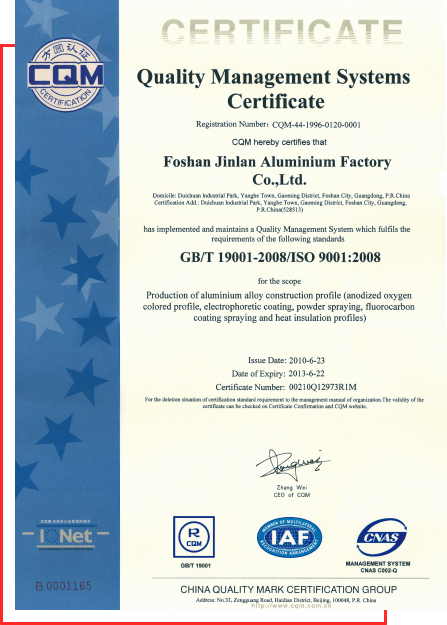 CERTIFICATE
方圆认证
CQM
CERTIFICATION
Quality Management Systems
Certificate
Registration Number: CQM-44-1996-0120-0001
CQM hereby certifies that
Foshan Jinlan Aluminium Factory
Co.,Ltd.
Domicile: Duichuan Industrial Park, Yanghe Town, Gaoming District, Foshan City, Guangdong, P.R.China
Certification Add.: Duichuan Industrial Park, Yanghe Town, Gaoming District, Foshan City, Guangdong,
P.R.China(528513)
has implemented and maintains a Quality Management System which fulfils the
requirements of the following standards
GB/T 19001-2008/ISO 9001:2008
for the scope
Production of aluminium alloy construction profile (anodized oxygen
colored profile, electrophoretic coating, powder spraying, fluorocarbon
coating spraying and heat insulation profiles)
Issue Date: 2010-6-23
Date of Expiry: 2013-6-22
Certificate Number: 00210Q12973R1M
For the deletion situation of certification standard requirement to the management manual of organization.The validity of the
certificate can be checked on Certificate Confirmation and CQM website.
Zhang Wei
CEO of CQM
IQNet
R
CQM
GB/T 19001
MEMBER OF MULTILATERAL
IAF
RECOGNITION ARRANGEMENT
CNAS
MANAGEMENT SYSTEM
CNAS C002-Q
B 0001165
CHINA QUALITY MARK CERTIFICATION GROUP
Address: No.33, Zengguang Road, Haidian District, Beijing, 100048, P.R. China
http://www.cqm.com.cn